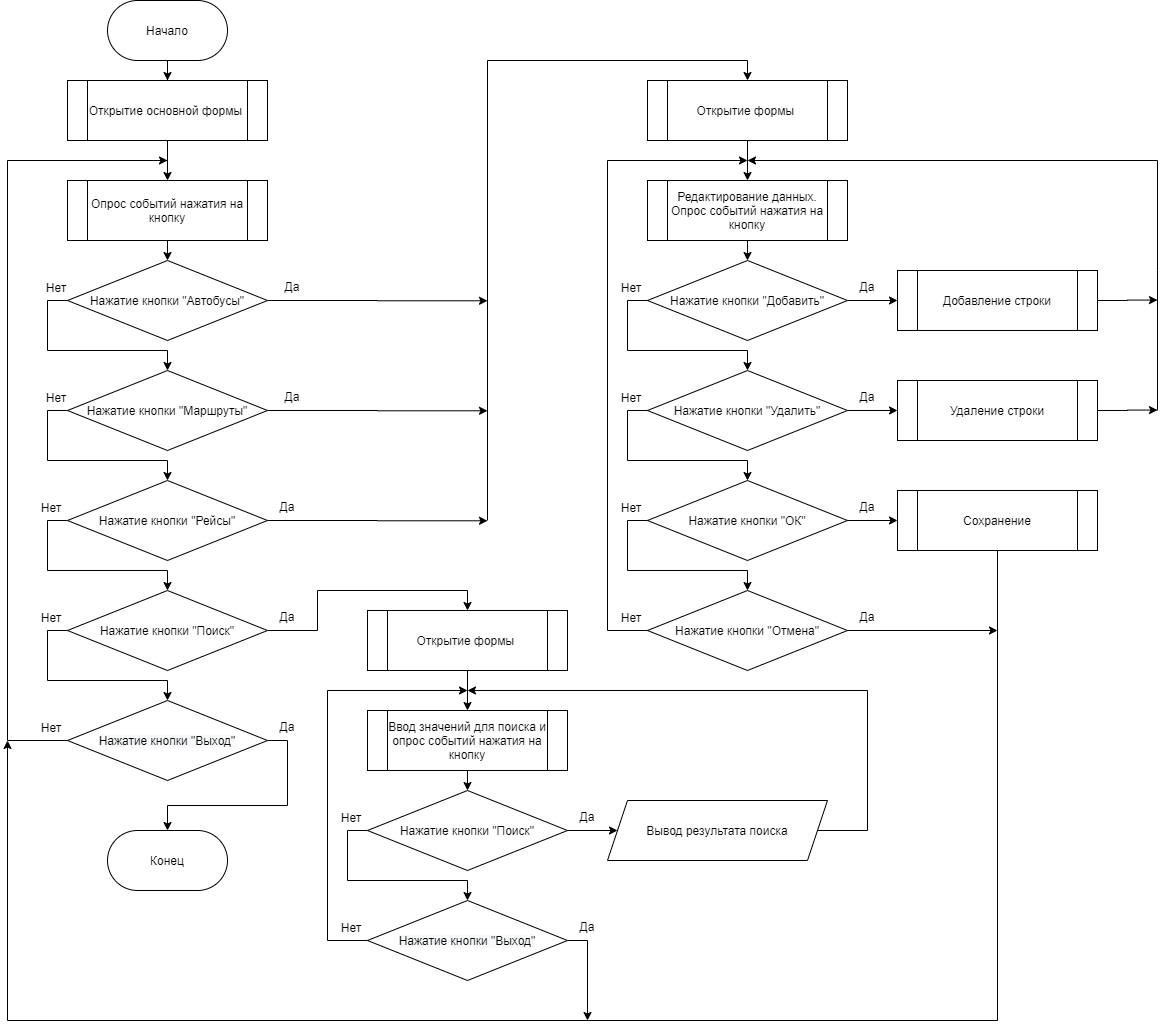 Начало
Открытие основной формы
Опрос событий нажатия на
кнопку
Нажатие кнопки "Автобусы"
Нет
Да
Нажатие кнопки "Маршруты"
Нет
Да
Нажатие кнопки "Рейсы"
Нет
Да
Нажатие кнопки "Поиск"
Нет
Да
Нажатие кнопки "Выход"
Нет
Да
Конец
Открытие формы
Ввод значений для поиска и
опрос событий нажатия на
кнопку
Нажатие кнопки "Поиск"
Нет
Да
Вывод результата поиска
Нажатие кнопки "Выход"
Нет
Да
Открытие формы
Редактирование данных.
Опрос событий нажатия на
кнопку
Нажатие кнопки "Добавить"
Нет
Да
Добавление строки
Нажатие кнопки "Удалить"
Нет
Да
Удаление строки
Нажатие кнопки "ОК"
Нет
Да
Сохранение
Нажатие кнопки "Отмена"
Нет
Да